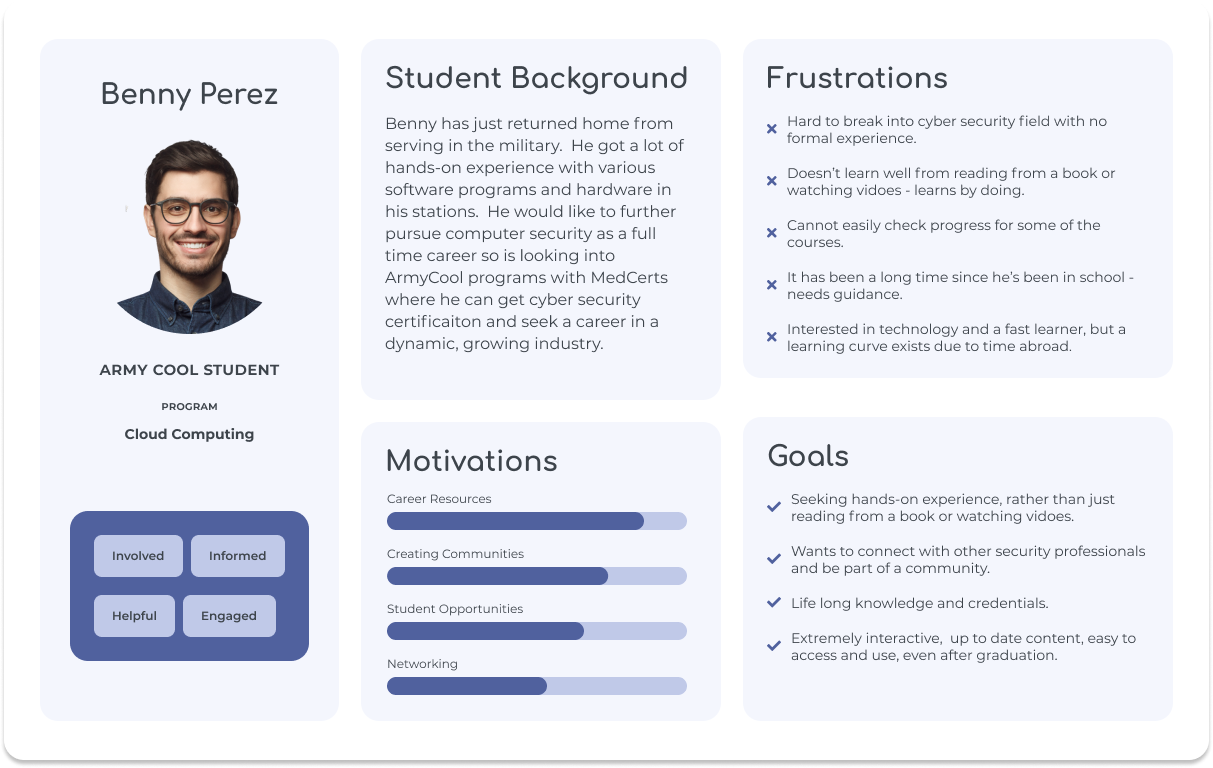 Benny Perez
ARMY COOL STUDENT
PROGRAM
Cloud Computing
Involved
Informed
Helpful
Engaged
Student Background
Benny has just returned home from
serving in the military.  He got a lot of
hands-on experience with various
software programs and hardware in
his stations.  He would like to further
pursue computer security as a full
time career so is looking into
ArmyCool programs with MedCerts
where he can get cyber security
certificaiton and seek a career in a
dynamic, growing industry.
Motivations
Career Resources
Creating Communities
Student Opportunities
Networking
Frustrations
Hard to break into cyber security field with no
formal experience.
Doesn’t learn well from reading from a book or
watching vidoes - learns by doing.
Cannot easily check progress for some of the
courses.
It has been a long time since he’s been in school -
needs guidance.
Interested in technology and a fast learner, but a
learning curve exists due to time abroad.
Goals
Seeking hands-on experience, rather than just
reading from a book or watching vidoes.
Wants to connect with other security professionals
and be part of a community.
Life long knowledge and credentials.
Extremely interactive,  up to date content, easy to
access and use, even after graduation.